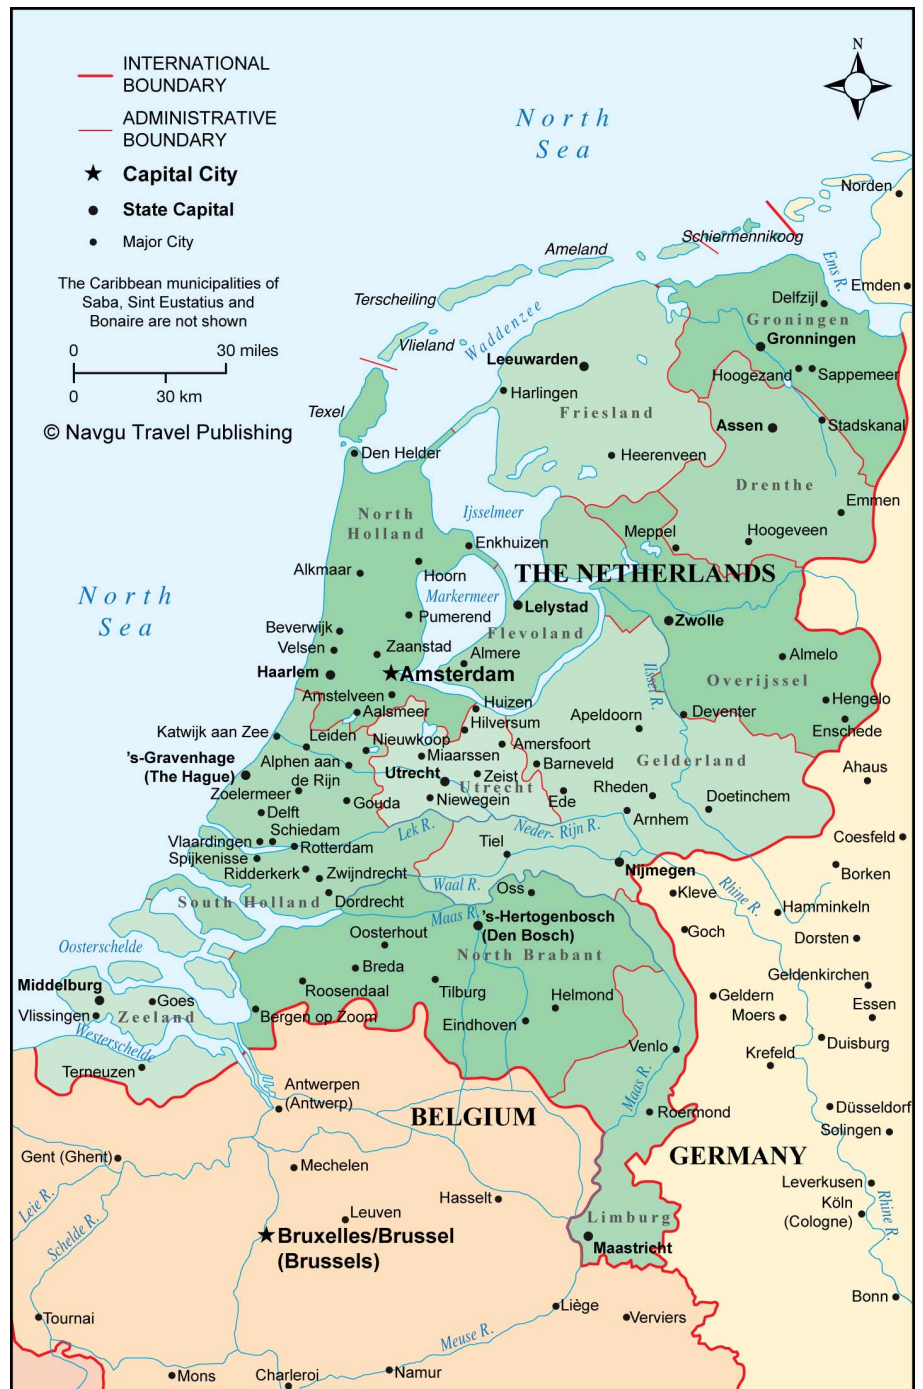 INTERNATIONAL
BOUNDARY
ADMINISTRATIVE
BOUNDARY
Capital City
State Capital
Major City
The Caribbean municipalities of
Saba, Sint Eustatius and
Bonaire are not shown
0 30 miles
0 30 km
© Navgu Travel Publishing
N
North
Sea
Norden
Schiermennikoog
Ameland
Ems R.
Emden
Terscheiling
Delfzijl
Groningen
Waddenzee
Vlieland
Gronningen
Leeuwarden
Hoogezand
Sappemeer
Harlingen
Texel
Friesland
Assen
Stadskanal
Den Helder
Heerenveen
Drenthe
Emmen
North
Holland
Ijsselmeer
Meppel
Hoogeveen
Enkhuizen
Alkmaar
Hoorn
THE NETHERLANDS
North
Sea
Markermeer
Lelystad
Pumerend
Zwolle
Beverwijk
Flevoland
Velsen
Zaanstad
Almere
Almelo
Haarlem
Amsterdam
IJssel R.
Overijssel
Amstelveen
Hengelo
Huizen
Aalsmeer
Apeldoorn
Deventer
Hilversum
Enschede
Katwijk aan Zee
Leiden
Nieuwkoop
Amersfoort
's-Gravenhage
(The Hague)
Alphen aan
de Rijn
Miaarssen
Barneveld
Gelderland
Ahaus
Utrecht
Zeist
Utrecht
Zoelermeer
Gouda
Niewegein
Ede
Rheden
Doetinchem
Delft
Arnhem
Schiedam
Lek R.
Neder- Rijn R.
Vlaardingen
Rotterdam
Tiel
Coesfeld
Spijkenisse
Nijmegen
Borken
Ridderkerk
Zwijndrecht
Waal R.
Oss
Kleve
Rhine R.
South Holland
Dordrecht
Maas R.
Hamminkeln
's-Hertogenbosch
(Den Bosch)
Goch
Dorsten
Oosterhout
Oosterschelde
North Brabant
Breda
Geldenkirchen
Middelburg
Roosendaal
Tilburg
Helmond
Geldern
Essen
Goes
Vlissingen
Zeeland
Bergen op Zoom
Eindhoven
Moers
Westerschelde
Duisburg
Venlo
Krefeld
Terneuzen
Maas R.
Antwerpen
(Antwerp)
BELGIUM
Roermond
Düsseldorf
Solingen
GERMANY
Gent (Ghent)
Mechelen
Leverkusen
Hasselt
Köln
(Cologne)
Leie R.
Rhine R.
Schelde R.
Leuven
Limburg
Bruxelles/Brussel
(Brussels)
Maastricht
Bonn
Liège
Tournai
Verviers
Meuse R.
Mons
Charleroi
Namur